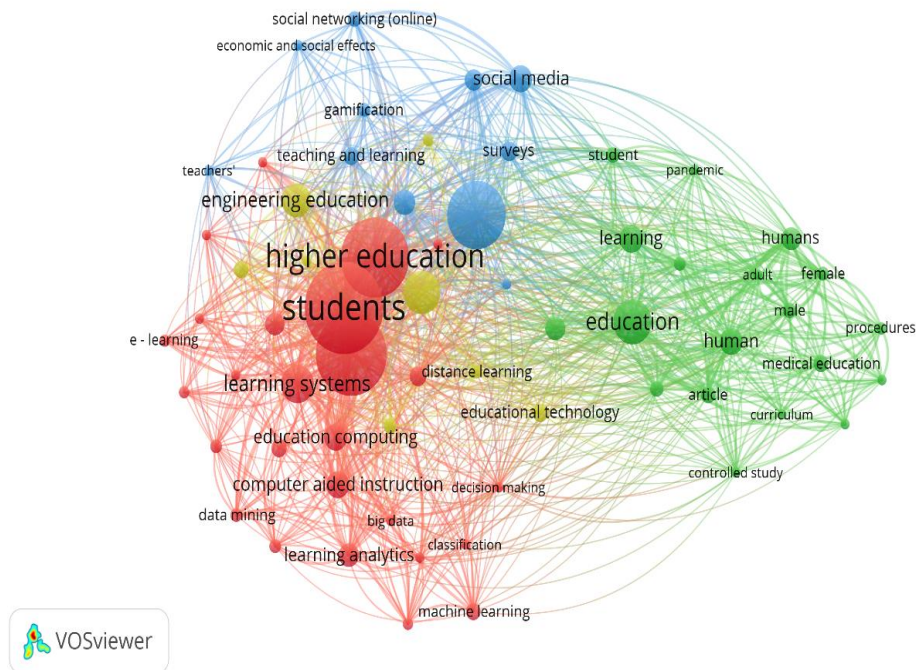 social networking (online)
economic and social effects
social media
gamification
teaching and learning
surveys
student
pandemic
teachers'
engineering education
learning
humans
higher education
adult
female
students
male
education
procedures
human
e - learning
medical education
distance learning
learning systems
article
educational technology
curriculum
education computing
controlled study
computer aided instruction
decision making
data mining
big data
classification
learning analytics
machine learning
VOSviewer